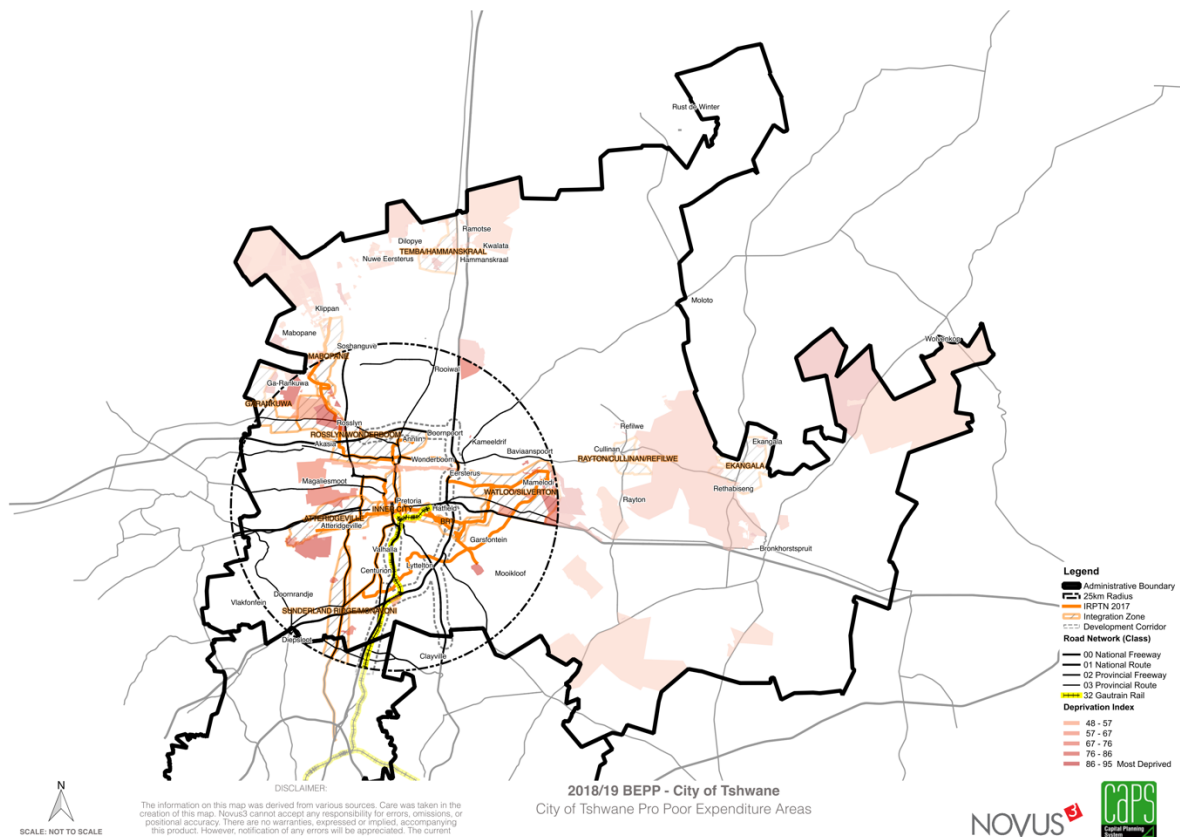 Rust de Winter
Ramotse
Dilopye
Kwalata
TEMBA/HAMMANSKRAAL
Nuwe Eersterus
Hammanskraal
Moloto
Klippan
Mabopane
Soshanguve
MABOPANE
Rooiwal
Ga-Rankuwa
GARANKUWA
Rosslyn
ROSSLYN/WONDERBOOM
Doornpoort
Akasia
Annlin
Kameeldrif
Wonderboom
Baviaanspoort
Refilwe
Cullinan
RAYTON/CULLINAN/REFILWE
Ekangala
EKANGALA
Eersterus
Magaliesmoot
Mamelodi
WATLOO/SILVERTON
Rethabiseng
Rayton
Pretoria
INNER CITY
Hatfield
ATTERIDGEVILLE
Atteridgeville
BRT
Garsfontein
Valhalla
Bronkhorstspruit
Lyttelton
Centurion
Mooikloof
Doornrandje
Vlakfontein
SUNDERLAND RIDGE/MONAVONI
Diepsloot
Clayville
Legend
Administrative Boundary
25km Radius
IRPTN 2017
Integration Zone
Development Corridor
Road Network (Class)
00 National Freeway
01 National Route
02 Provincial Freeway
03 Provincial Route
32 Gautrain Rail
Deprivation Index
48 - 57
57 - 67
67 - 76
76 - 86
86 - 95 Most Deprived
N
SCALE: NOT TO SCALE
DISCLAIMER:
The information on this map was derived from various sources. Care was taken in the
creation of this map. Novus3 cannot accept any responsibility for errors, omissions, or
positional accuracy. There are no warranties, expressed or implied, accompanying
this product. However, notification of any errors will be appreciated. The current
2018/19 BEPP - City of Tshwane
City of Tshwane Pro Poor Expenditure Areas
NOVUS3
CaPS
Capital Planning
System